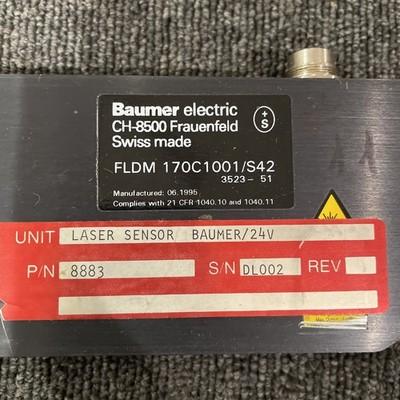 Baumer electric
CH-8500 Frauenfeld
Swiss made
+
S
FLDM 170C1001/S42
3523-51
Manufactured: 06.1995
Complies with 21 CFR 1040.10 and 1040.11
UNIT LASER SENSOR BAUMER/24V
P/N 8883 S/N DL002 REV